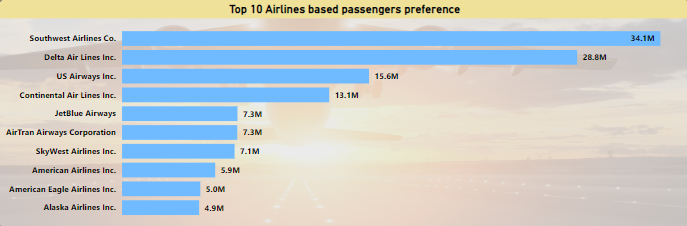 Top 10 Airlines based passengers preference
Southwest Airlines Co. 34.1M
Delta Air Lines Inc. 28.8M
US Airways Inc. 15.6M
Continental Air Lines Inc. 13.1M
JetBlue Airways 7.3M
AirTran Airways Corporation 7.3M
SkyWest Airlines Inc. 7.1M
American Airlines Inc. 5.9M
American Eagle Airlines Inc. 5.0M
Alaska Airlines Inc. 4.9M